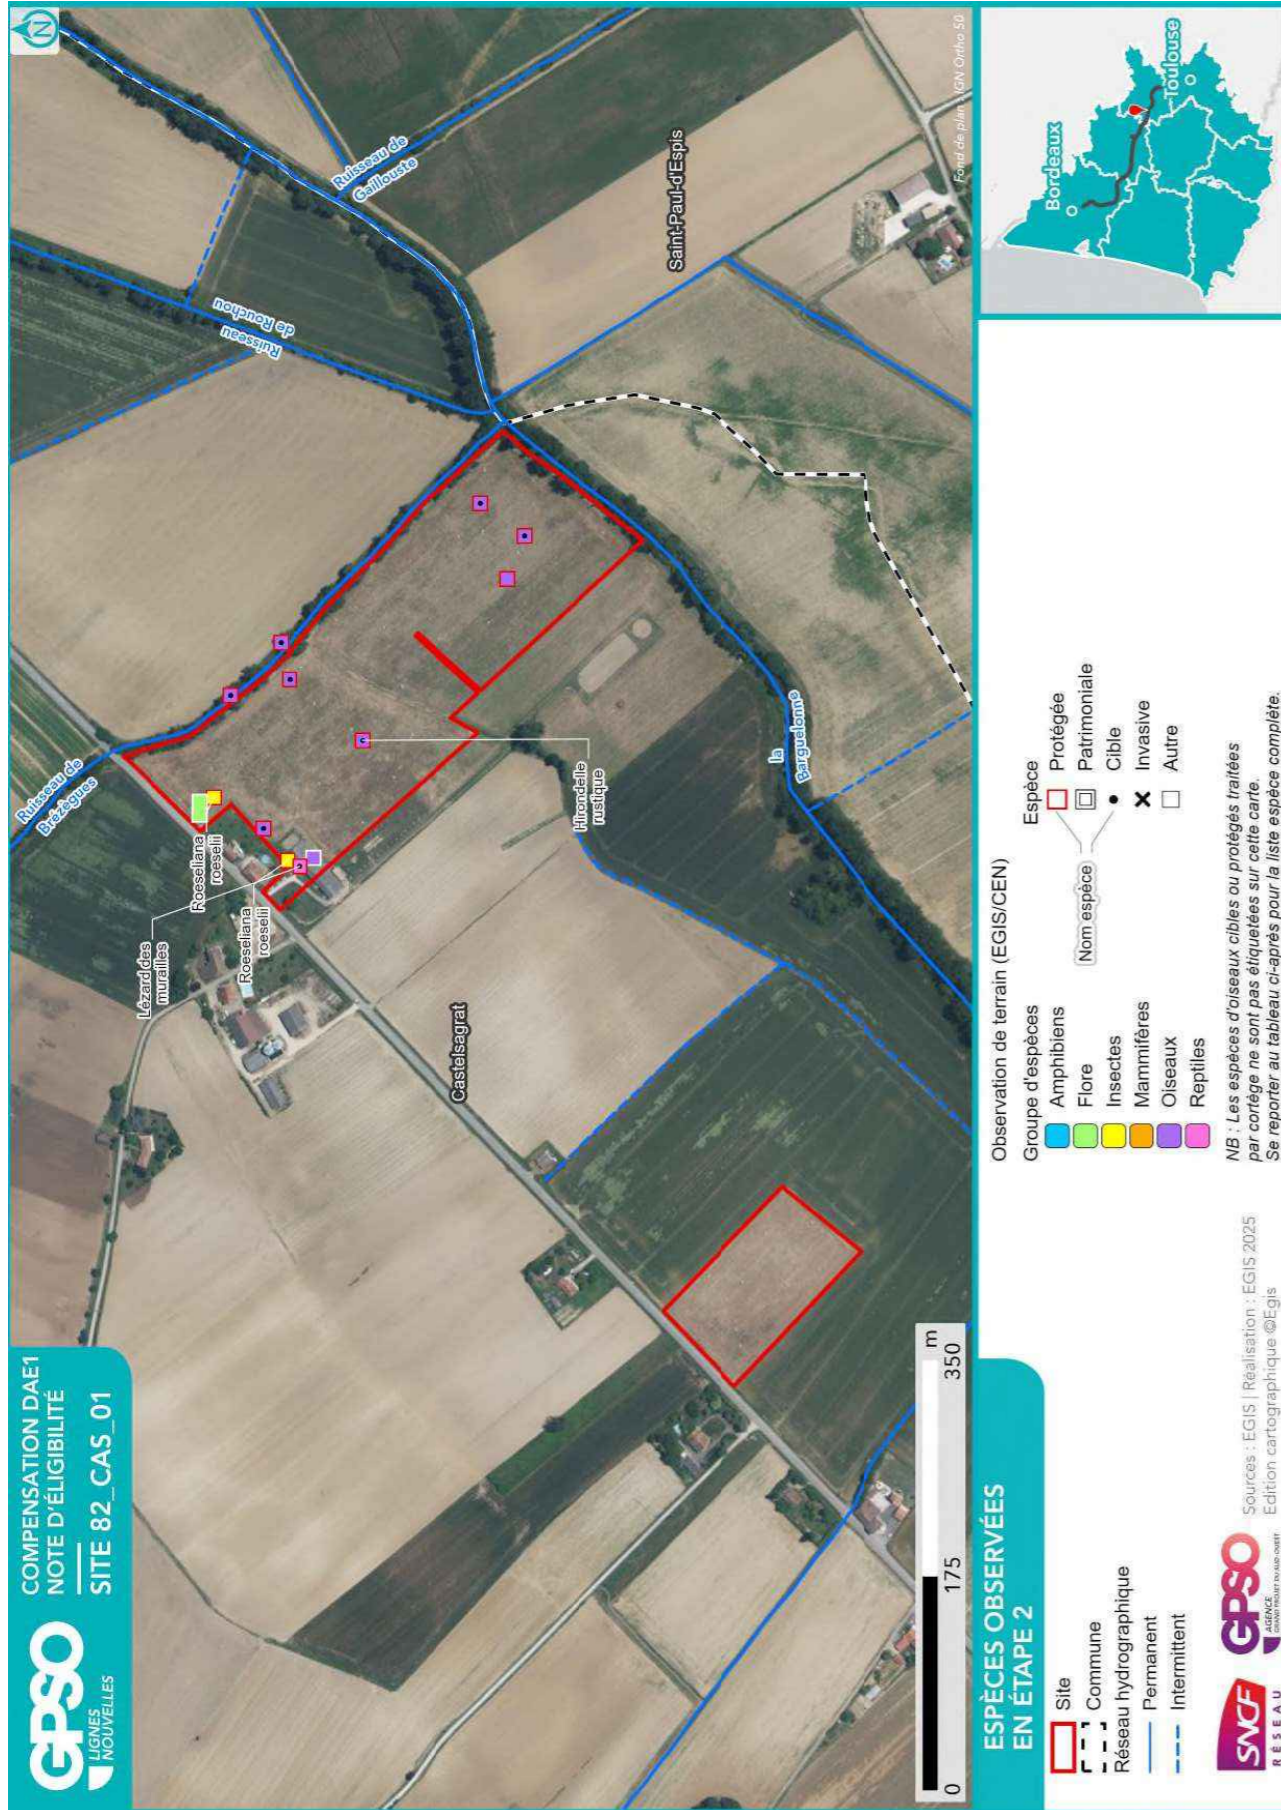 GPSO
LIGNES
NOUVELLES
COMPENSATION DAE1
NOTE D'ÉLIGIBILITÉ
SITE 82_CAS_01
N
Ruisseau de
Brézègues
Ruisseau
de Rouchou
Ruisseau de
Gaillouste
Lézard des
murailles
Roeseliana
roeselii
Roeseliana
roeselii
Hirondelle
rustique
Castelsagrat
Saint-Paul-d'Espis
la
Barguelonne
Fond de plan : IGN Ortho 50
0
175
350
m
ESPÈCES OBSERVÉES
EN ÉTAPE 2
Site
Commune
Réseau hydrographique
Permanent
Intermittent
Observation de terrain (EGIS/CEN)
Groupe d'espèces
Amphibiens
Flore
Insectes
Mammifères
Oiseaux
Reptiles
Espèce
Nom espèce
Protégée
Patrimoniale
Cible
Invasive
Autre
NB : Les espèces d'oiseaux cibles ou protégés traitées
par cortège ne sont pas étiquetées sur cette carte.
Se reporter au tableau ci-après pour la liste espèce complète.
SNCF
RÉSEAU
GPSO
AGENCE
GRAND PROJET DU SUD-OUEST
Sources : EGIS | Réalisation : EGIS 2025
Edition cartographique ©Egis
Bordeaux
Toulouse